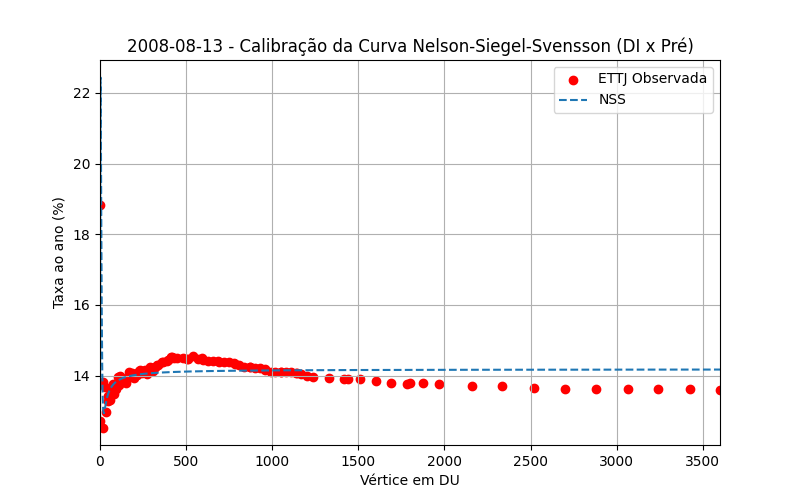 2008-08-13 - Calibração da Curva Nelson-Siegel-Svensson (DI x Pré)
ETTJ Observada
NSS
Taxa ao ano (%)
22
20
18
16
14
0 500 1000 1500 2000 2500 3000 3500
Vértice em DU